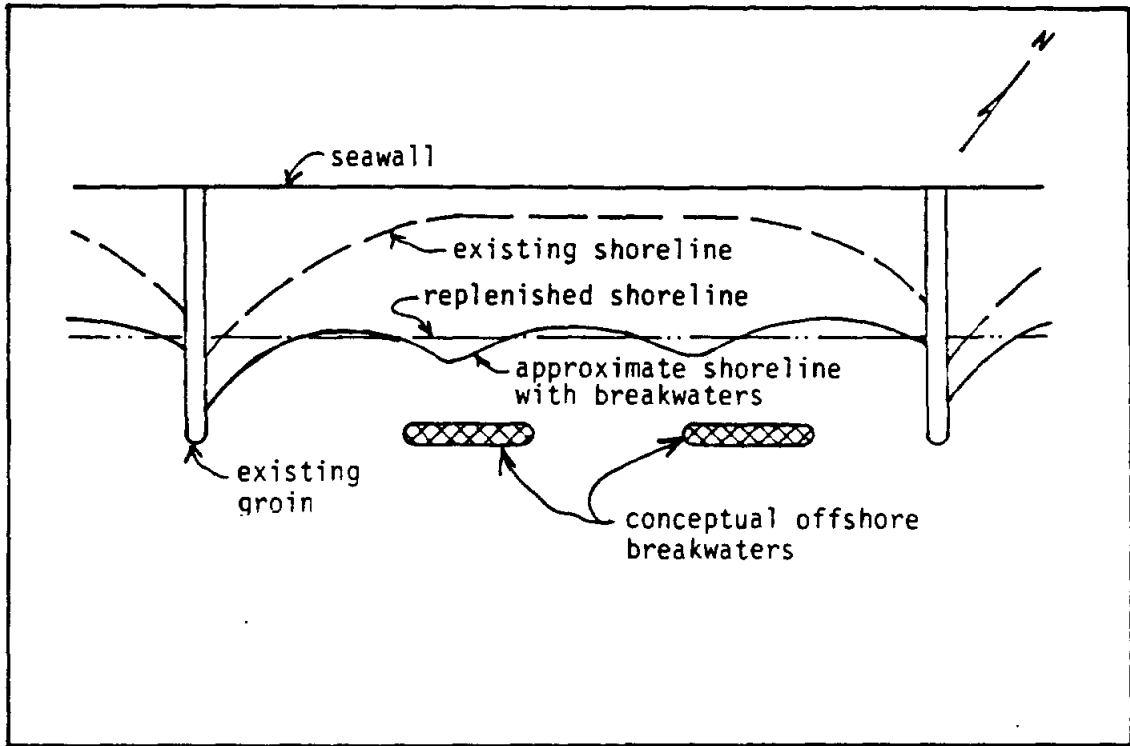 N
seawall
existing shoreline
replenished shoreline
approximate shoreline
with breakwaters
existing
groin
conceptual offshore
breakwaters